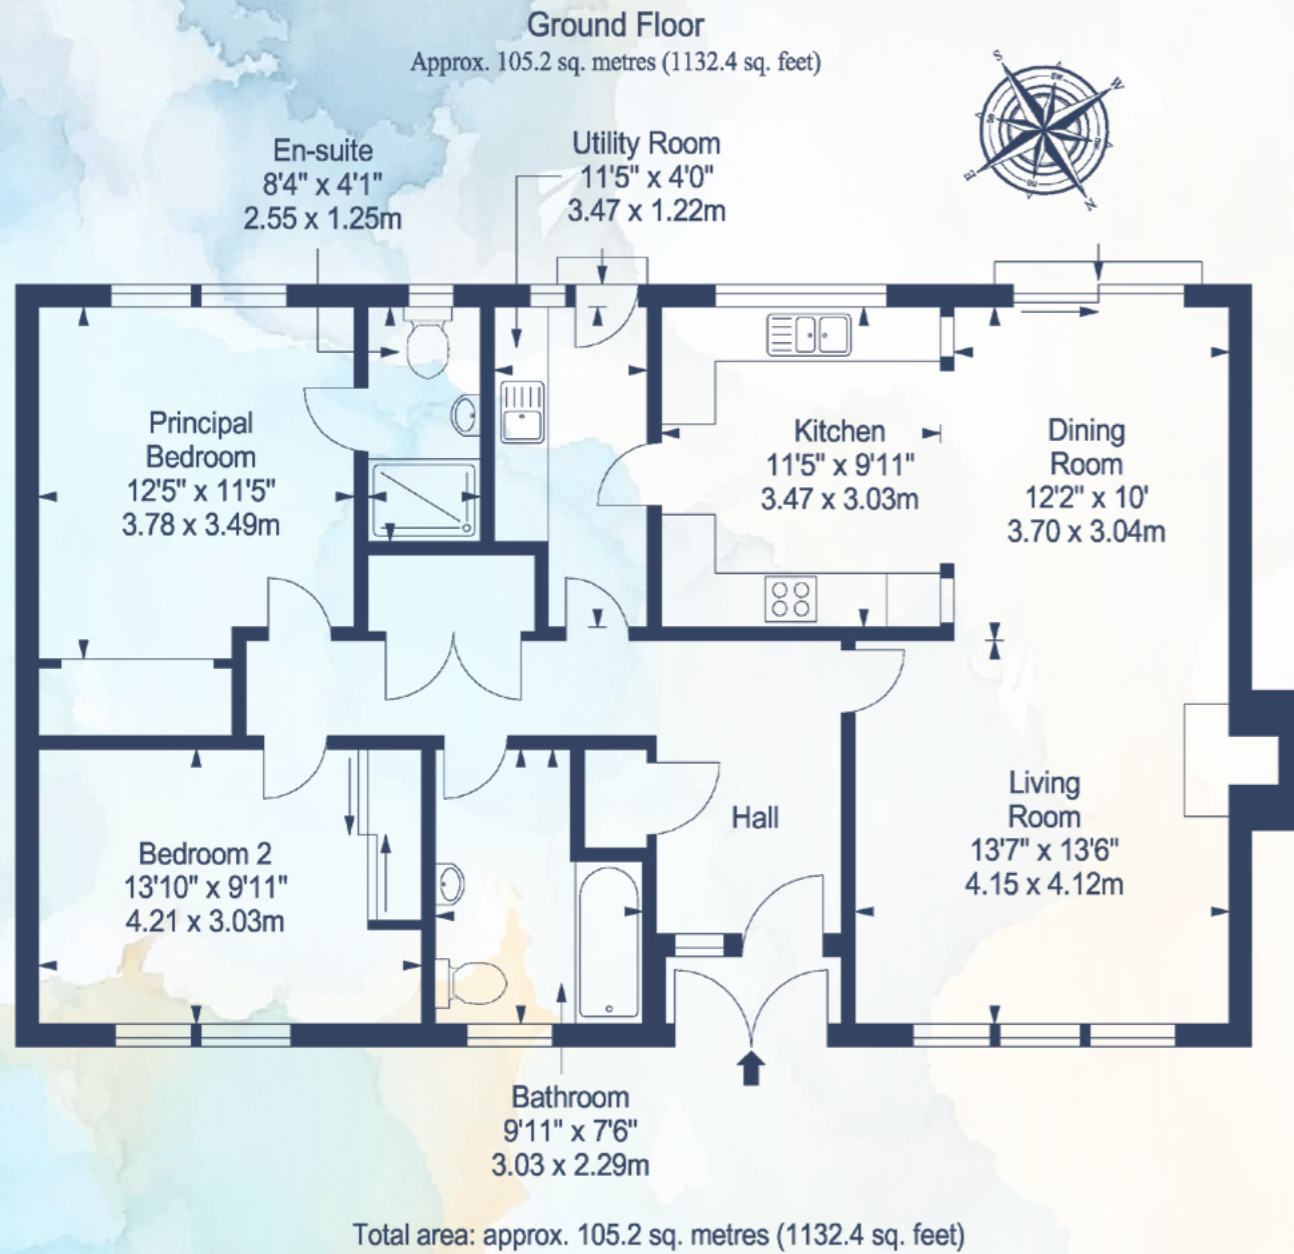 Ground Floor
Approx. 105.2 sq. metres (1132.4 sq. feet)
S
W
E
N
En-suite
8'4" x 4'1"
2.55 x 1.25m
Utility Room
11'5" x 4'0"
3.47 x 1.22m
Principal
Bedroom
12'5" x 11'5"
3.78 x 3.49m
Kitchen
11'5" x 9'11"
3.47 x 3.03m
Dining
Room
12'2" x 10'
3.70 x 3.04m
Bedroom 2
13'10" x 9'11"
4.21 x 3.03m
Hall
Living
Room
13'7" x 13'6"
4.15 x 4.12m
Bathroom
9'11" x 7'6"
3.03 x 2.29m
Total area: approx. 105.2 sq. metres (1132.4 sq. feet)